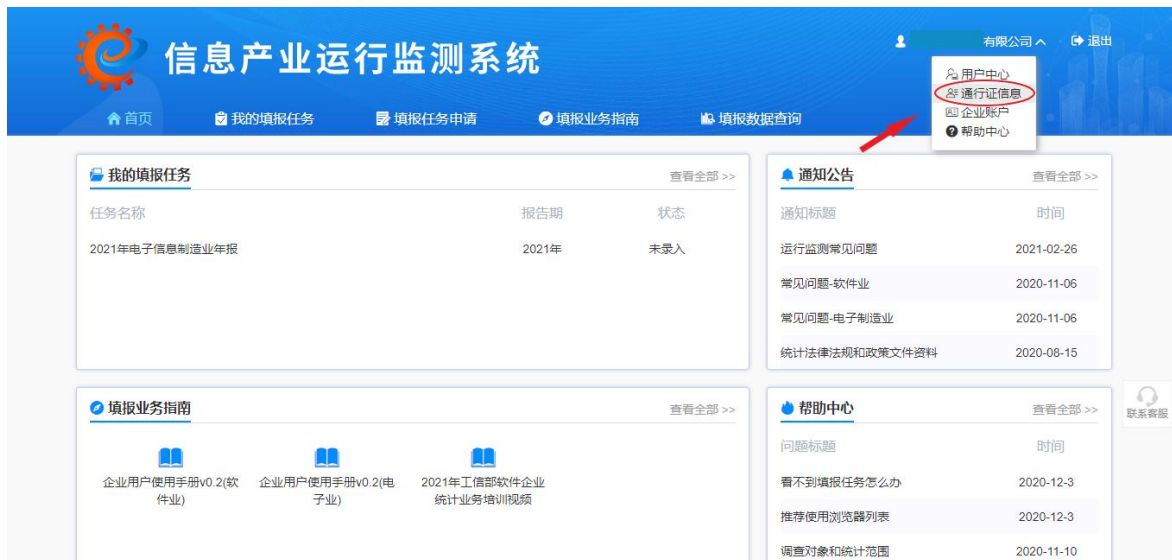 有限公司 退出
信息产业运行监测系统
用户中心
通行证信息
企业账户
帮助中心
首页 我的填报任务 填报任务申请 填报业务指南 填报数据查询
我的填报任务 查看全部 >>
任务名称 报告期 状态
2021年电子信息制造业年报 2021年 未录入
通知公告 查看全部 >>
通知标题 时间
运行监测常见问题 2021-02-26
常见问题-软件业 2020-11-06
常见问题-电子制造业 2020-11-06
统计法律法规和政策文件资料 2020-08-15
填报业务指南 查看全部 >>
企业用户使用手册v0.2(软
件业)
企业用户使用手册v0.2(电
子业)
2021年工信部软件企业
统计业务培训视频
帮助中心 查看全部 >>
问题标题 时间
看不到填报任务怎么办 2020-12-3
推荐使用浏览器列表 2020-12-3
调查对象和统计范围 2020-11-10
联系客服